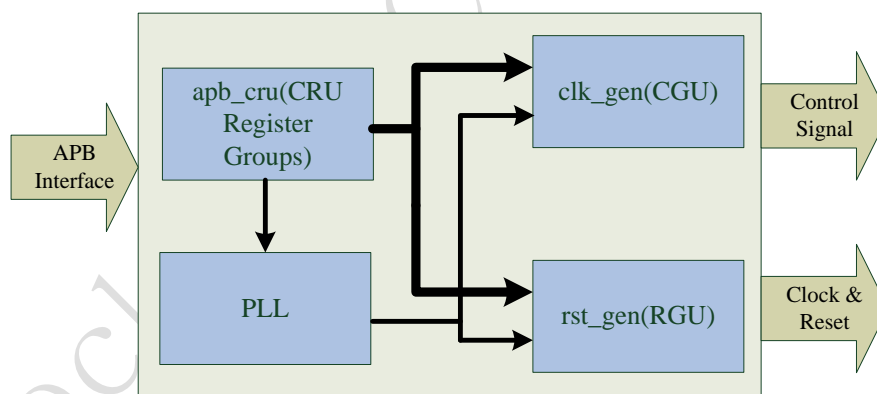 apb_cru(CRU
Register
Groups)
clk_gen(CGU)
Control
Signal
APB
Interface
PLL
rst_gen(RGU)
Clock &
Reset